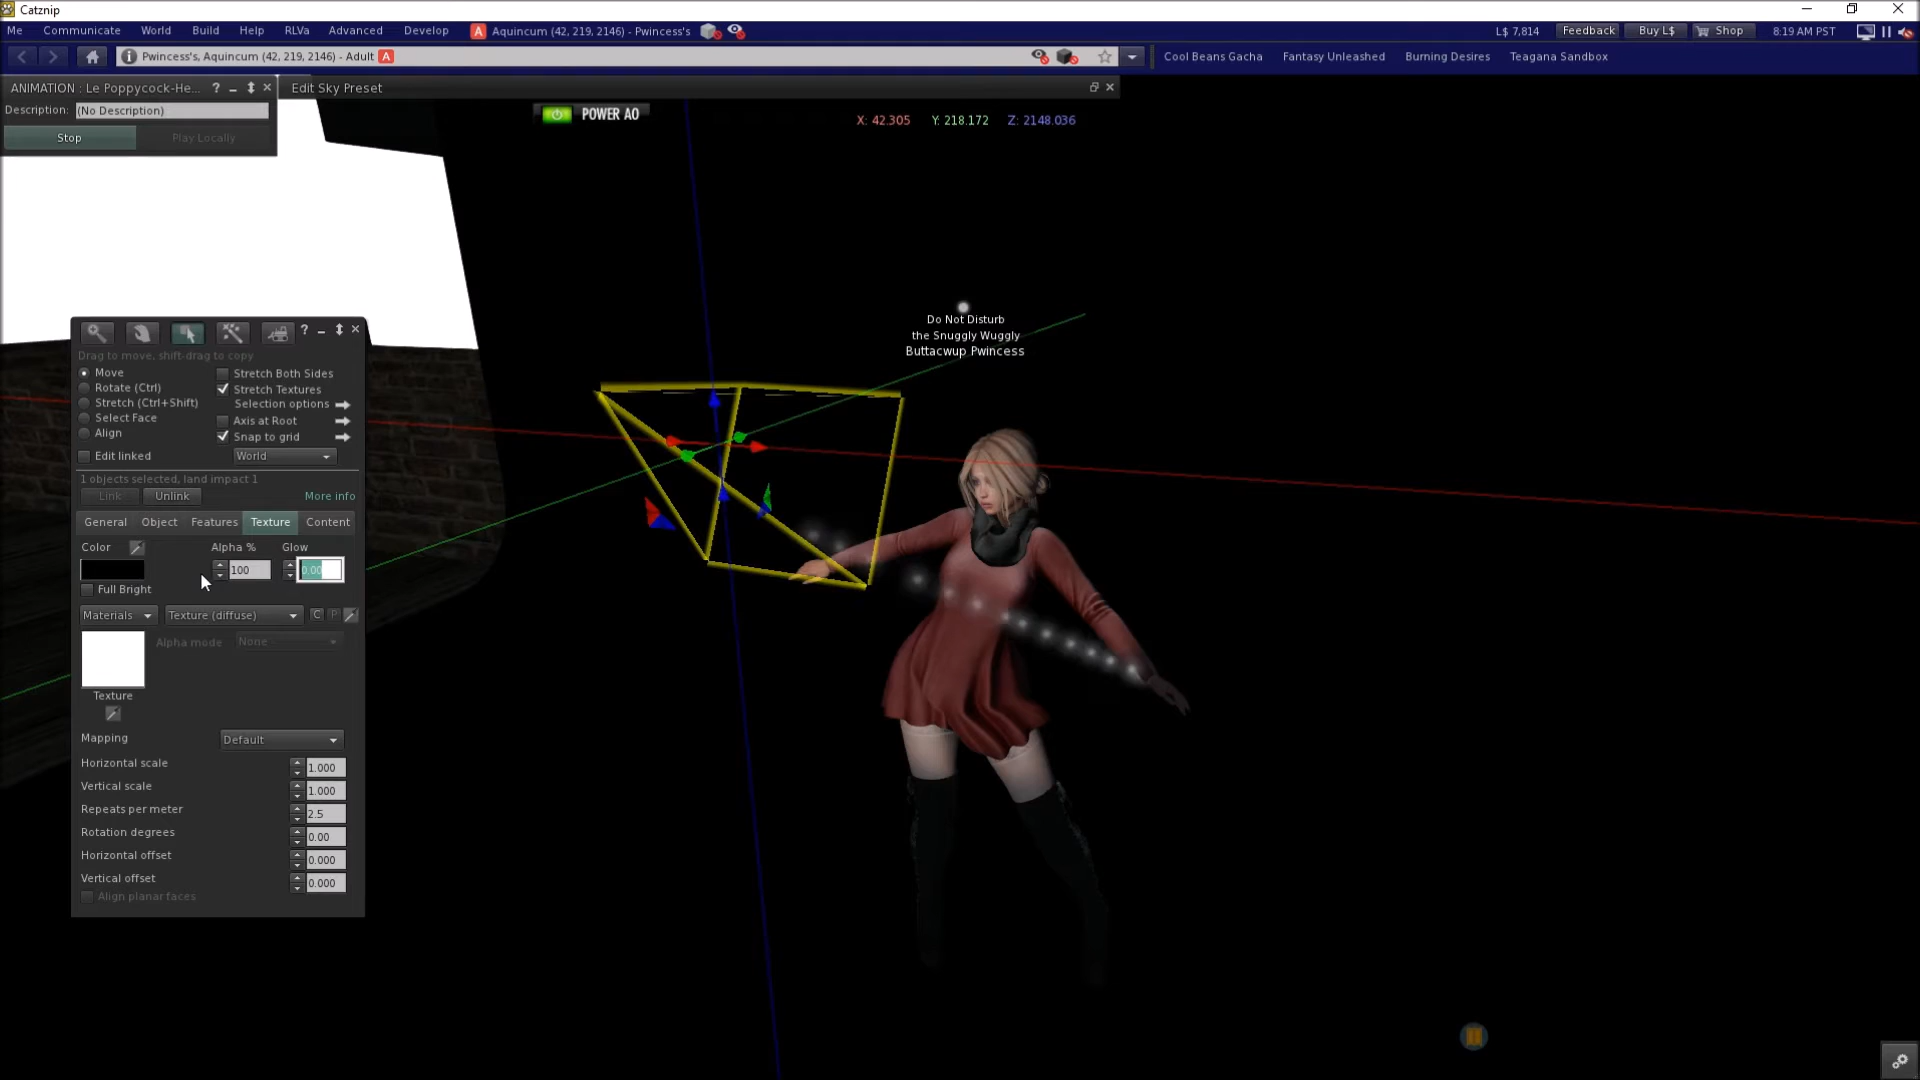 Catznip
Me Communicate World Build Help RLVa Advanced Develop A Aquincum (42, 219, 2146) - Pwincess's L$ 7,814 Feedback Buy L$ Shop 8:19 AM PST
Pwincess's, Aquincum (42, 219, 2146) - Adult A Cool Beans Gacha Fantasy Unleashed Burning Desires Teagana Sandbox
ANIMATION : Le Poppycock-He... ? Edit Sky Preset
Description: (No Description)
Stop Play Locally
POWER AO
X: 42.305 Y: 218.172 Z: 2148.036
Do Not Disturb
the Snuggly Wuggly
Buttacwup Pwincess
?
Drag to move, shift-drag to copy
Move Stretch Both Sides
Rotate (Ctrl) Stretch Textures
Stretch (Ctrl+Shift) Selection options
Select Face Axis at Root
Align Snap to grid
Edit linked World
1 objects selected, land impact 1
Link Unlink More info
General Object Features Texture Content
Color Alpha % Glow
100 0.00
Full Bright
Materials Texture (diffuse) C P
Alpha mode None
Texture
Mapping Default
Horizontal scale 1.000
Vertical scale 1.000
Repeats per meter 2.5
Rotation degrees 0.00
Horizontal offset 0.000
Vertical offset 0.000
Align planar faces